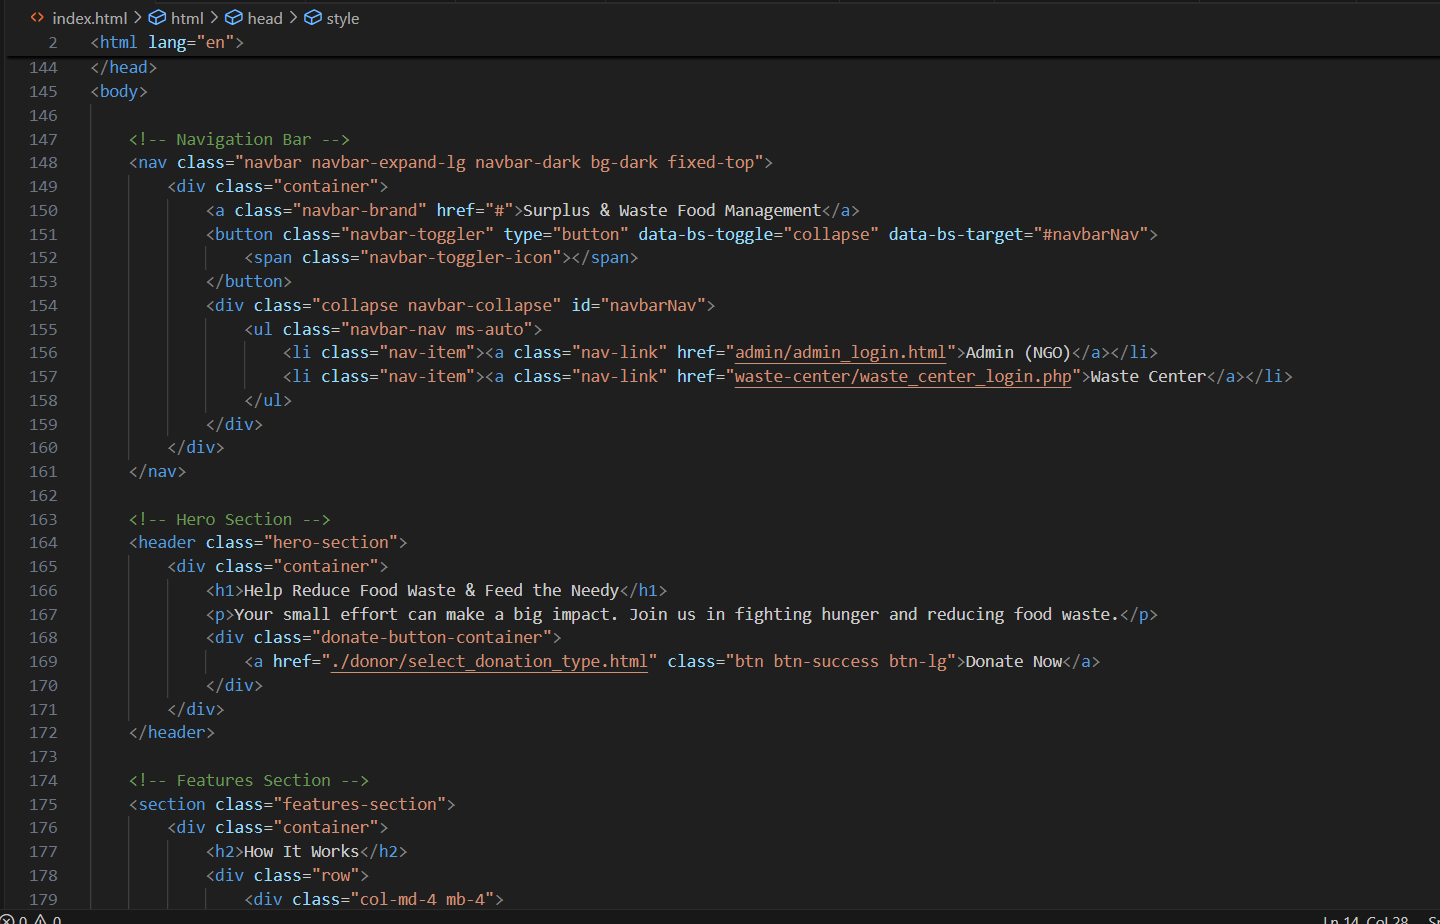 index.html > html > head > style
2 <html lang="en">
144 </head>
145 <body>
146
147 <!-- Navigation Bar -->
148 <nav class="navbar navbar-expand-lg navbar-dark bg-dark fixed-top">
149 <div class="container">
150 <a class="navbar-brand" href="#">Surplus & Waste Food Management</a>
151 <button class="navbar-toggler" type="button" data-bs-toggle="collapse" data-bs-target="#navbarNav">
152 <span class="navbar-toggler-icon"></span>
153 </button>
154 <div class="collapse navbar-collapse" id="navbarNav">
155 <ul class="navbar-nav ms-auto">
156 <li class="nav-item"><a class="nav-link" href="admin/admin_login.html">Admin (NGO)</a></li>
157 <li class="nav-item"><a class="nav-link" href="waste-center/waste_center_login.php">Waste Center</a></li>
158 </ul>
159 </div>
160 </div>
161 </nav>
162
163 <!-- Hero Section -->
164 <header class="hero-section">
165 <div class="container">
166 <h1>Help Reduce Food Waste & Feed the Needy</h1>
167 <p>Your small effort can make a big impact. Join us in fighting hunger and reducing food waste.</p>
168 <div class="donate-button-container">
169 <a href="./donor/select_donation_type.html" class="btn btn-success btn-lg">Donate Now</a>
170 </div>
171 </div>
172 </header>
173
174 <!-- Features Section -->
175 <section class="features-section">
176 <div class="container">
177 <h2>How It Works</h2>
178 <div class="row">
179 <div class="col-md-4 mb-4">
0 0 Ln 14, Col 28